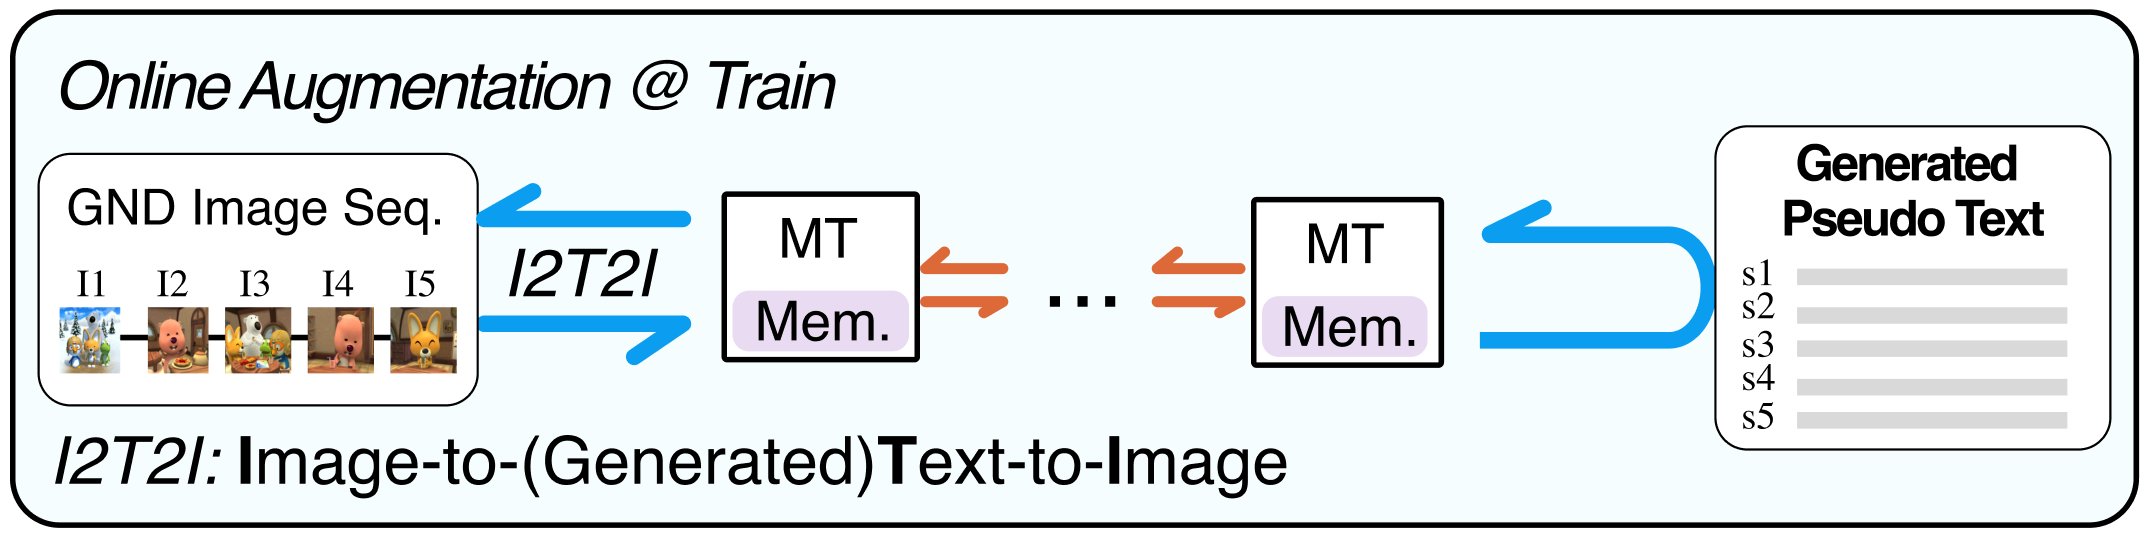 Online Augmentation @ Train
GND Image Seq.
I1 I2 I3 I4 I5
I2T2I
MT
Mem.
...
MT
Mem.
Generated
Pseudo Text
s1
s2
s3
s4
s5
I2T2I: Image-to-(Generated)Text-to-Image